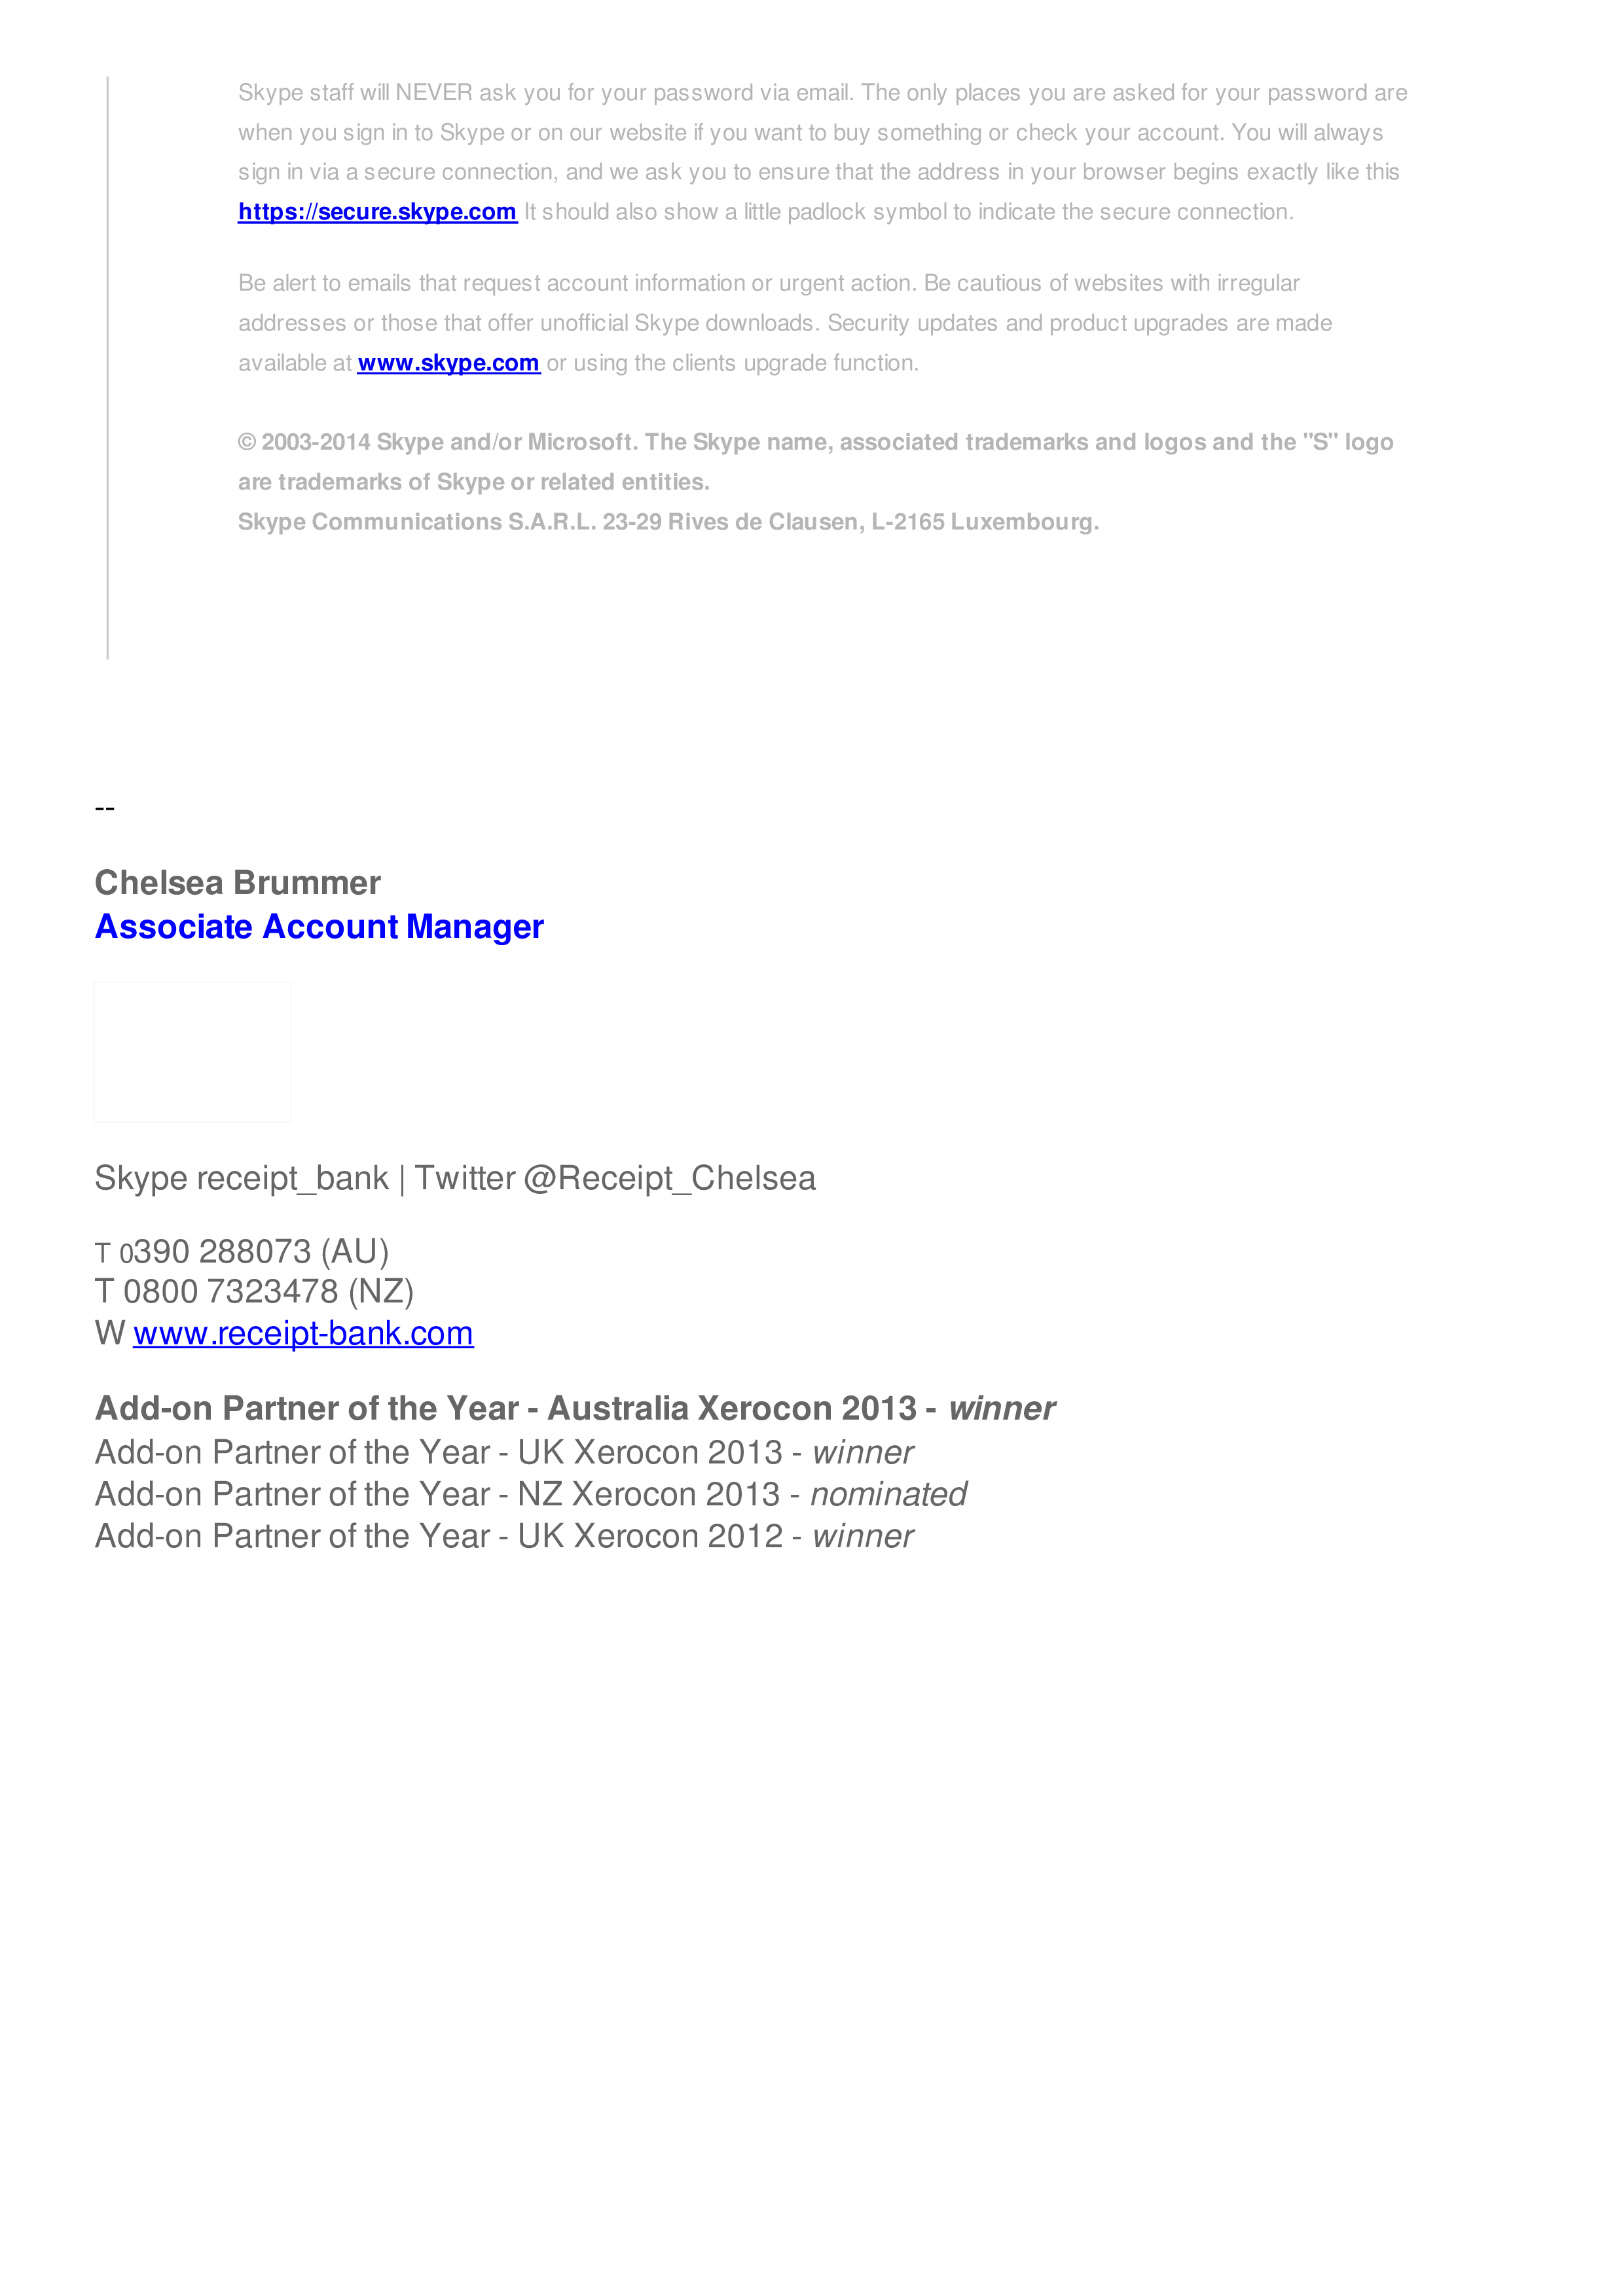 Skype staff will NEVER ask you for your password via email. The only places you are asked for your password are
when you sign in to Skype or on our website if you want to buy something or check your account. You will always
sign in via a secure connection, and we ask you to ensure that the address in your browser begins exactly like this
https://secure.skype.com It should also show a little padlock symbol to indicate the secure connection.
Be alert to emails that request account information or urgent action. Be cautious of websites with irregular
addresses or those that offer unofficial Skype downloads. Security updates and product upgrades are made
available at www.skype.com or using the clients upgrade function.
© 2003-2014 Skype and/or Microsoft. The Skype name, associated trademarks and logos and the "S" logo
are trademarks of Skype or related entities.
Skype Communications S.A.R.L. 23-29 Rives de Clausen, L-2165 Luxembourg.
--
Chelsea Brummer
Associate Account Manager
Skype receipt_bank | Twitter @Receipt_Chelsea
T 0390 288073 (AU)
T 0800 7323478 (NZ)
W www.receipt-bank.com
Add-on Partner of the Year - Australia Xerocon 2013 - winner
Add-on Partner of the Year - UK Xerocon 2013 - winner
Add-on Partner of the Year - NZ Xerocon 2013 - nominated
Add-on Partner of the Year - UK Xerocon 2012 - winner